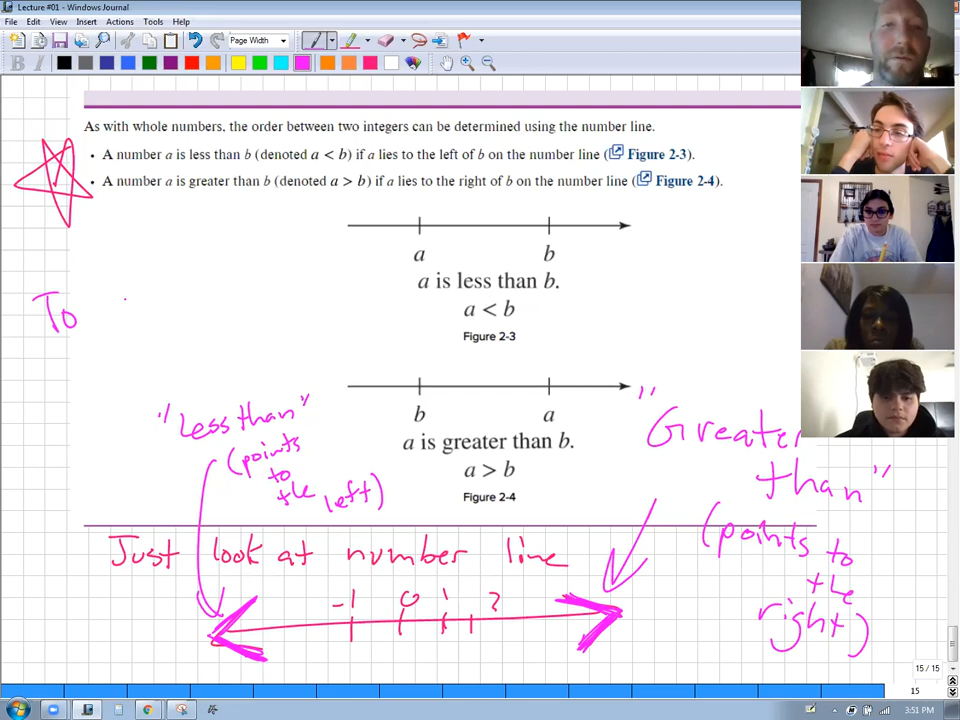 Lecture #01 - Windows Journal
File Edit View Insert Actions Tools Help
Page Width
B I
As with whole numbers, the order between two integers can be determined using the number line.
• A number a is less than b (denoted a < b) if a lies to the left of b on the number line (Figure 2-3).
• A number a is greater than b (denoted a > b) if a lies to the right of b on the number line (Figure 2-4).
a b
a is less than b.
a < b
Figure 2-3
To
b a
a is greater than b.
a > b
Figure 2-4
"Less than"
(points
to
the left)
"Greater
than"
(points to
the
right)
Just look at number line
-1 0 1 2
15 / 15
15
3:51 PM